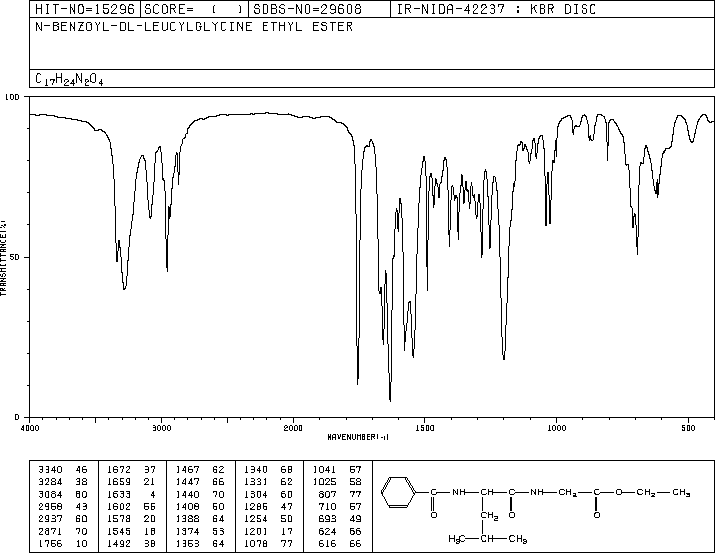 HIT-NO=15296 SCORE= ( ) SDBS-NO=29608 IR-NIDA-42237 : KBR DISC
N-BENZOYL-DL-LEUCYLGLYCINE ETHYL ESTER
C17H24N2O4
100
50
0
TRANSMITTANCE(%)
4000 3000 2000 1500 1000 500
WAVENUMBER(-1)
3340 46 1672 37 1467 62 1340 68 1041 57
3284 38 1659 21 1447 66 1331 62 1025 58
3084 60 1633 4 1440 70 1304 60 807 77
2958 43 1602 55 1408 50 1286 47 710 57
2937 60 1578 20 1388 64 1254 50 693 49
2871 70 1545 18 1374 53 1201 17 624 66
1756 10 1492 38 1353 64 1078 77 616 66
C NH CH C NH CH2 C O CH2 CH3
O CH2 O O
H3C CH CH3